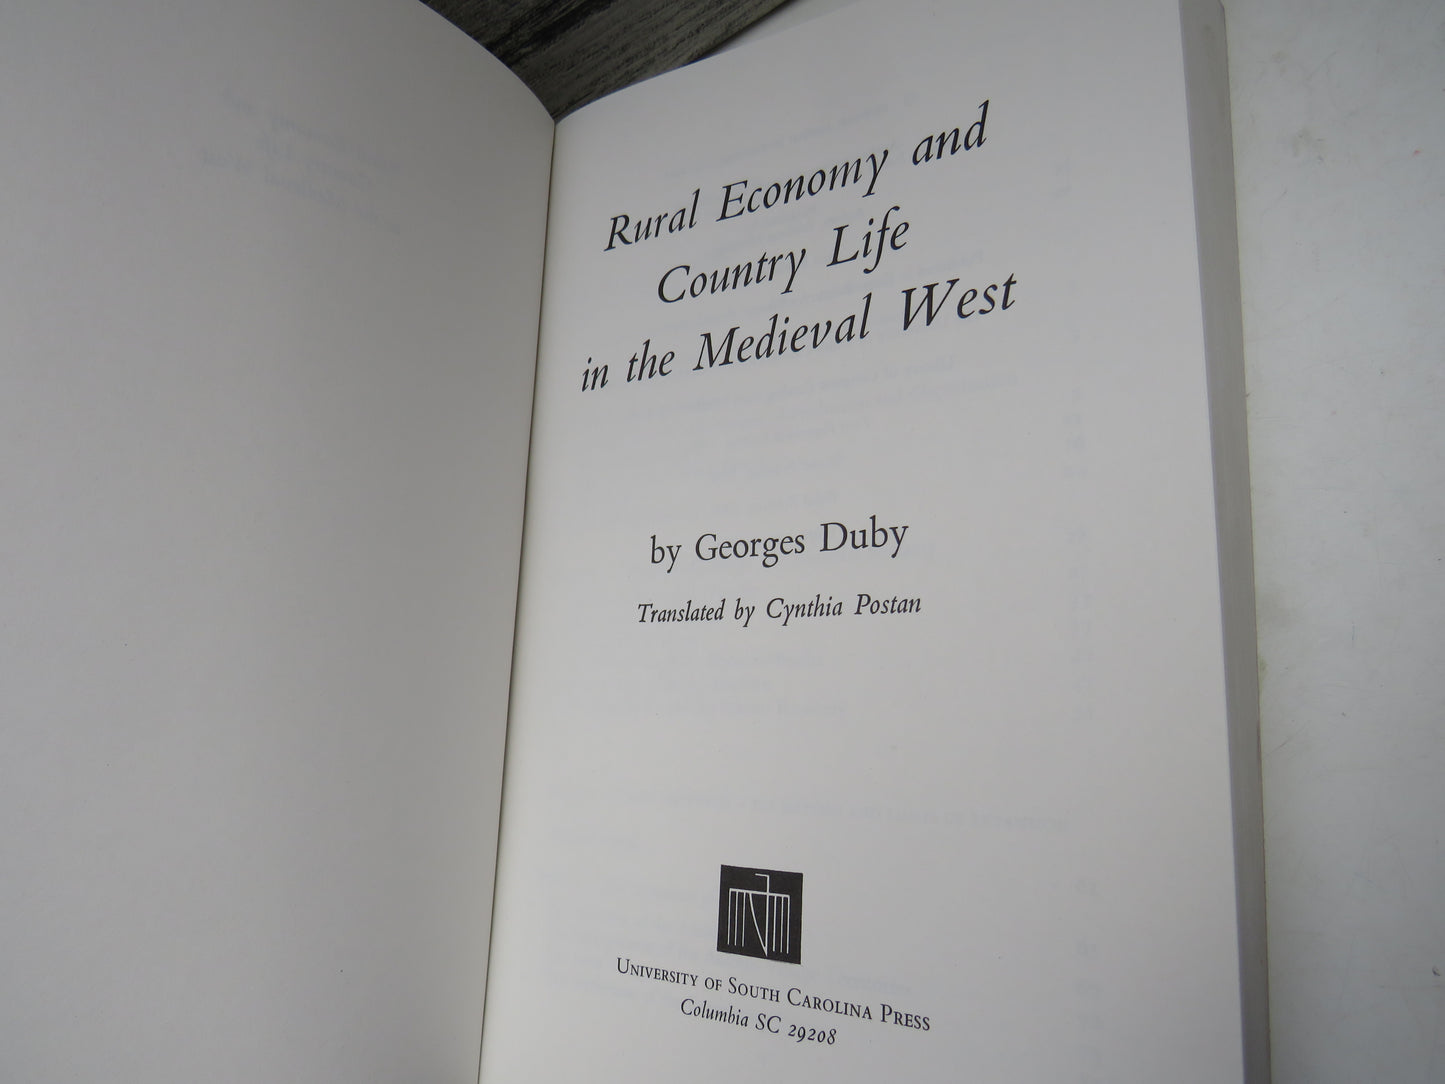 Rural Economy and
Country Life
in the Medieval West
by Georges Duby
Translated by Cynthia Postan
UNIVERSITY OF SOUTH CAROLINA PRESS
Columbia SC 29208